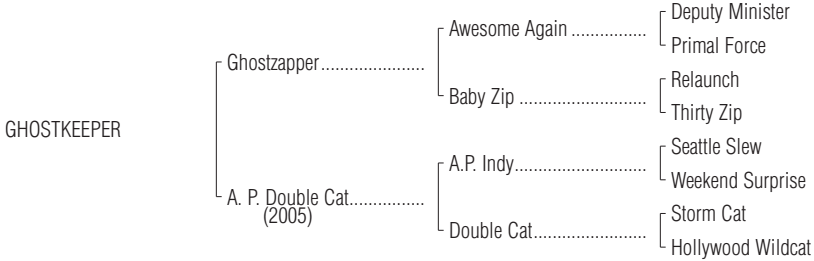 Deputy Minister
Awesome Again ................
Primal Force
Ghostzapper......................
Relaunch
Baby Zip ...........................
Thirty Zip
GHOSTKEEPER
Seattle Slew
A.P. Indy............................
Weekend Surprise
A. P. Double Cat................
(2005)
Storm Cat
Double Cat........................
Hollywood Wildcat